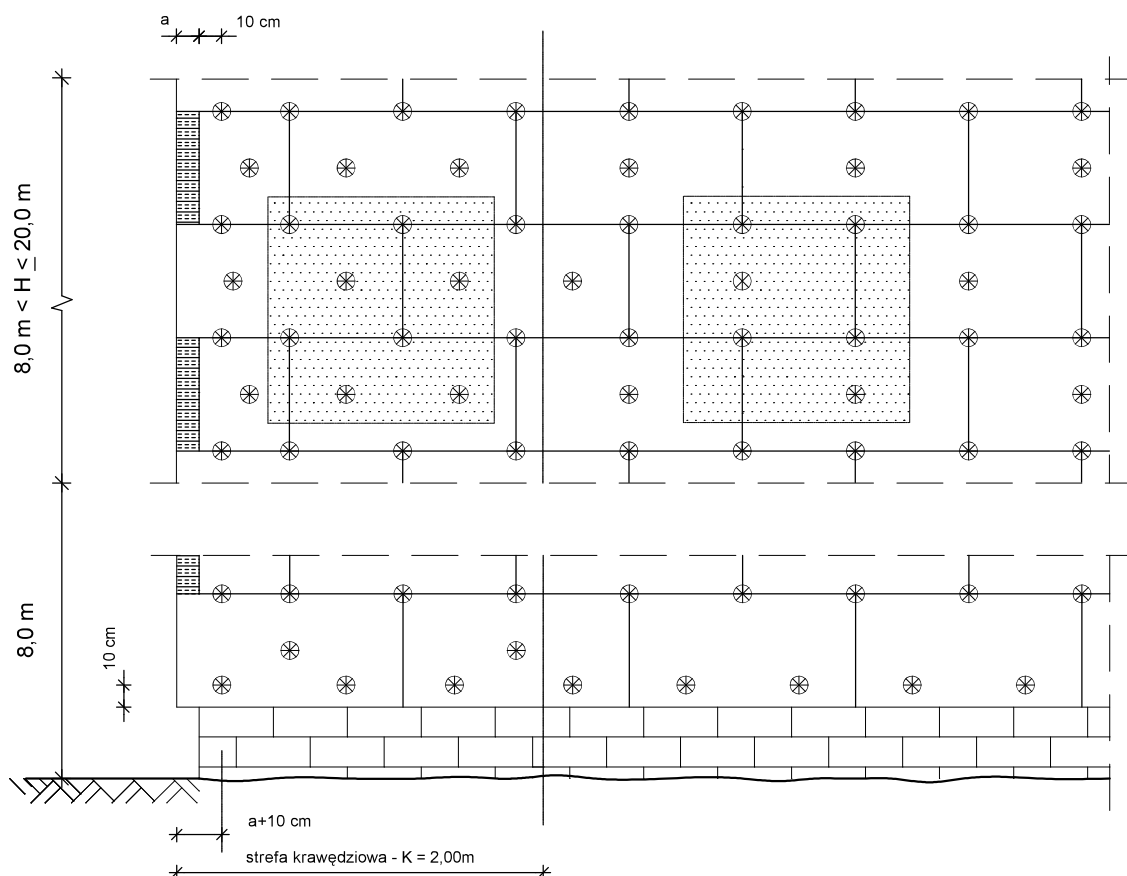 a
10 cm
8,0 m < H < 20,0 m
8,0 m
10 cm
a+10 cm
strefa krawędziowa - K = 2,00m